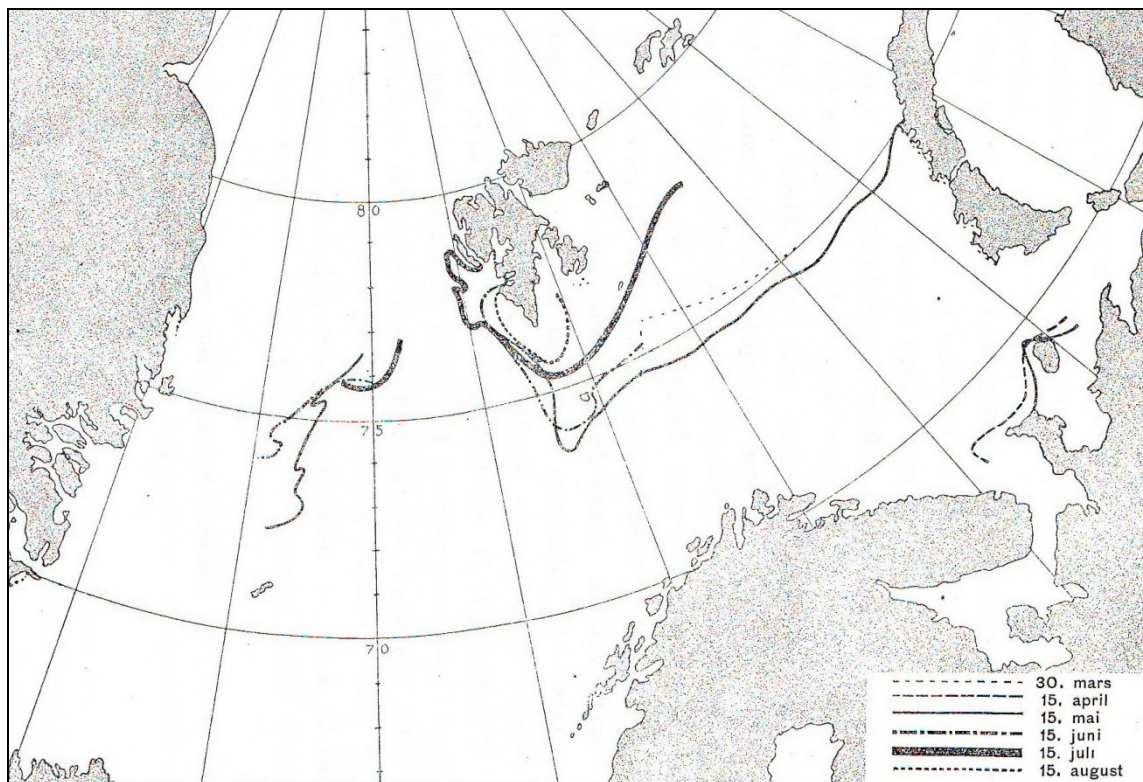 80
75
70
30. mars
15. april
15. mai
15. juni
15. juli
15. august